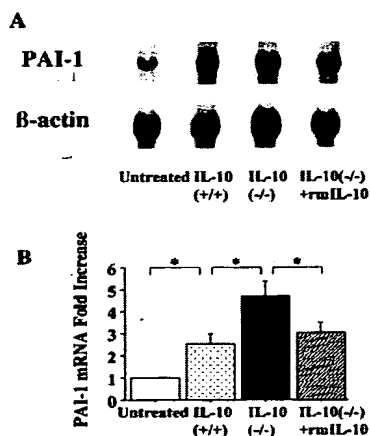 A
PAI-1
ß-actin
Untreated IL-10 IL-10 IL-10(-/-)
(+/+) (-/-) +rmIL-10
B
PAI-1 mRNA Fold Increase
6
5
4
3
2
1
0
* * *
Untreated IL-10 IL-10 IL-10(-/-)
(+/+) (-/-) +rmIL-10